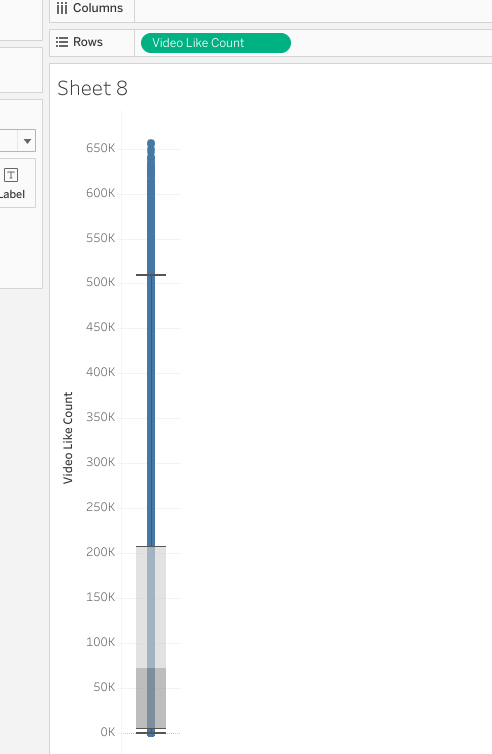 Columns
Rows
Video Like Count
Sheet 8
650K
600K
550K
500K
450K
400K
350K
300K
250K
200K
150K
100K
50K
0K
Video Like Count
T
Label